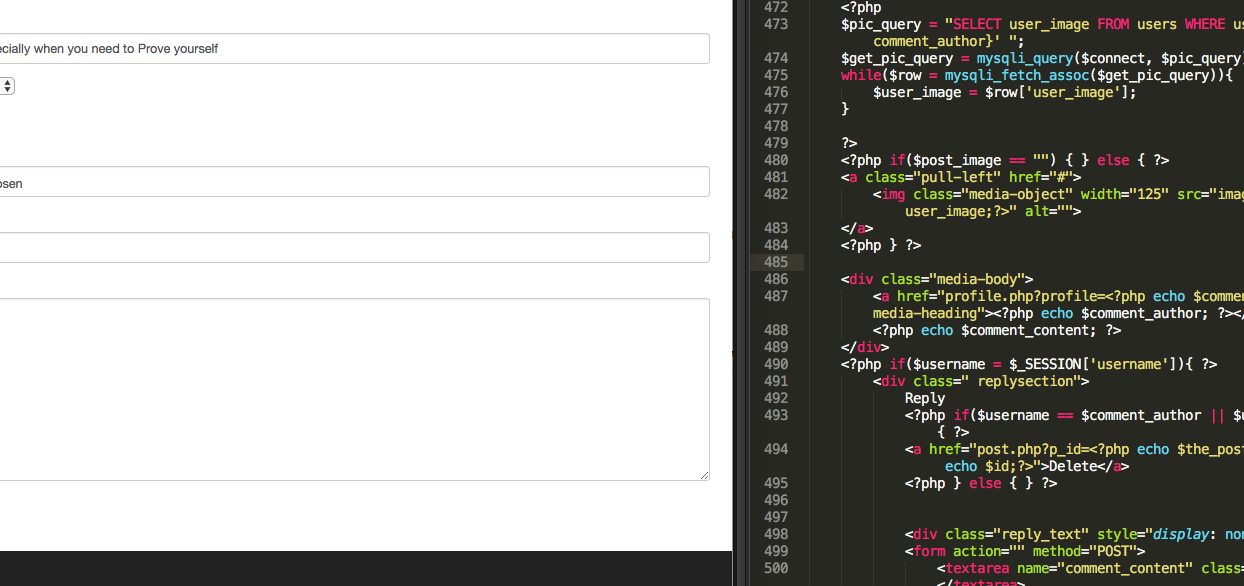 ecially when you need to Prove yourself
osen
472 <?php
473 $pic_query = "SELECT user_image FROM users WHERE us
comment_author}' ";
474 $get_pic_query = mysqli_query($connect, $pic_query)
475 while($row = mysqli_fetch_assoc($get_pic_query)){
476 $user_image = $row['user_image'];
477 }
478
479 ?>
480 <?php if($post_image == "") { } else { ?>
481 <a class="pull-left" href="#">
482 <img class="media-object" width="125" src="imag
user_image;?>" alt="">
483 </a>
484 <?php } ?>
485
486 <div class="media-body">
487 <a href="profile.php?profile=<?php echo $commen
media-heading"><?php echo $comment_author; ?></
488 <?php echo $comment_content; ?>
489 </div>
490 <?php if($username = $_SESSION['username']){ ?>
491 <div class=" replysection">
492 Reply
493 <?php if($username == $comment_author || $u
{ ?>
494 <a href="post.php?p_id=<?php echo $the_post
echo $id;?>">Delete</a>
495 <?php } else { } ?>
496
497
498 <div class="reply_text" style="display: non
499 <form action="" method="POST">
500 <textarea name="comment_content" class=
</textarea>